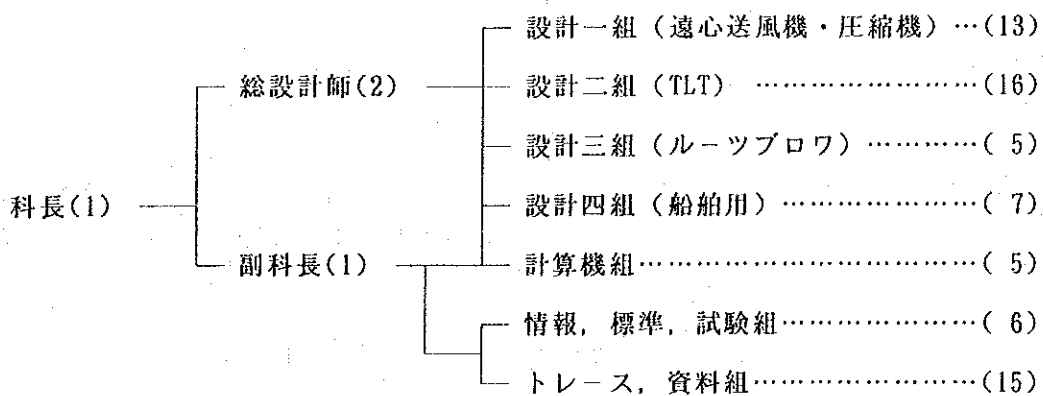 設計一組(遠心送風機・圧縮機)…(13)
総設計師(2)
設計二組(TLT) …………………(16)
設計三組(ルーツブロワ)…………( 5)
科長(1)
設計四組(船舶用)………………( 7)
副科長(1)
計算機組……………………………( 5)
情報,標準,試験組…………………( 6)
トレース,資料組……………………(15)